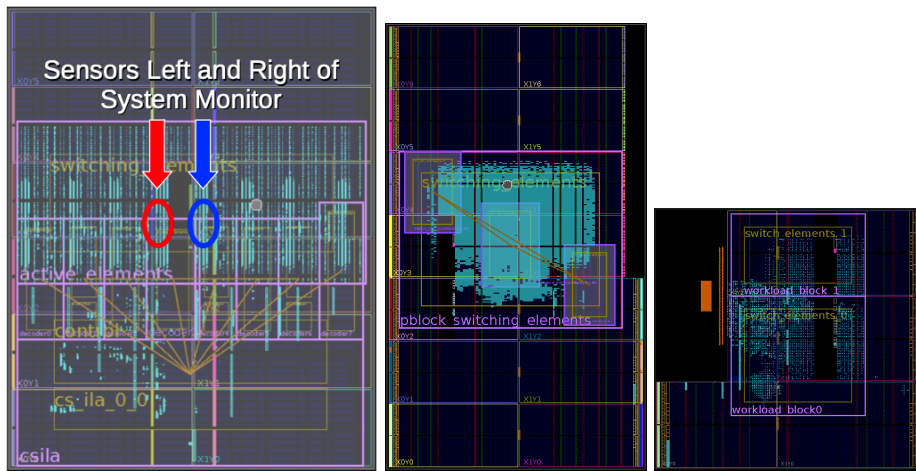 Sensors Left and Right of
System Monitor
X0Y5
switching_elements
active_elements
control
X0Y1
X1Y1
cs_ila_0_0
csila
X1Y0
X0Y6
X1Y6
X0Y5
X1Y5
switching_elements
X0Y3
pblock_switching_elements
X0Y2
X1Y2
X0Y1
X1Y1
X0Y0
X1Y0
switch_elements_1
workload_block_1
switch_elements_0
workload_block0
X1Y0